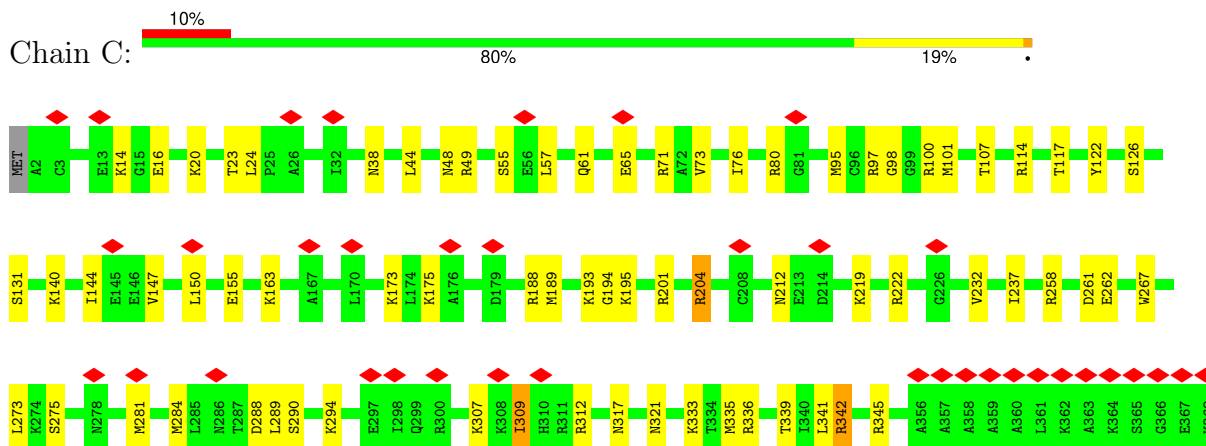 10%
Chain C:
80% 19% •
MET A2 C3 E13 K14 G15 E16 K20 T23 L24 P25 A26 I32 N38 L44 N48 R49 S55 E56 L57 Q61 E65 R71 A72 V73 I76 R80 G81 M95 C96 R97 G98 G99 R100 M101 T107 R114 T117 Y122 S126
S131 K140 I144 E145 E146 V147 L150 E155 K163 A167 L170 K173 L174 K175 A176 D179 R188 M189 K193 G194 K195 R201 R204 C208 N212 E213 D214 K219 R222 G226 V232 I237 R258 D261 E262 W267
L273 K274 S275 N278 M281 M284 L285 N286 T287 D288 L289 S290 K294 E297 I298 Q299 R300 K307 K308 I309 H310 R311 R312 N317 N321 K333 T334 M335 R336 T339 I340 L341 R342 R345 A356 A357 A358 A359 A360 L361 K362 A363 K364 S365 G366 E367